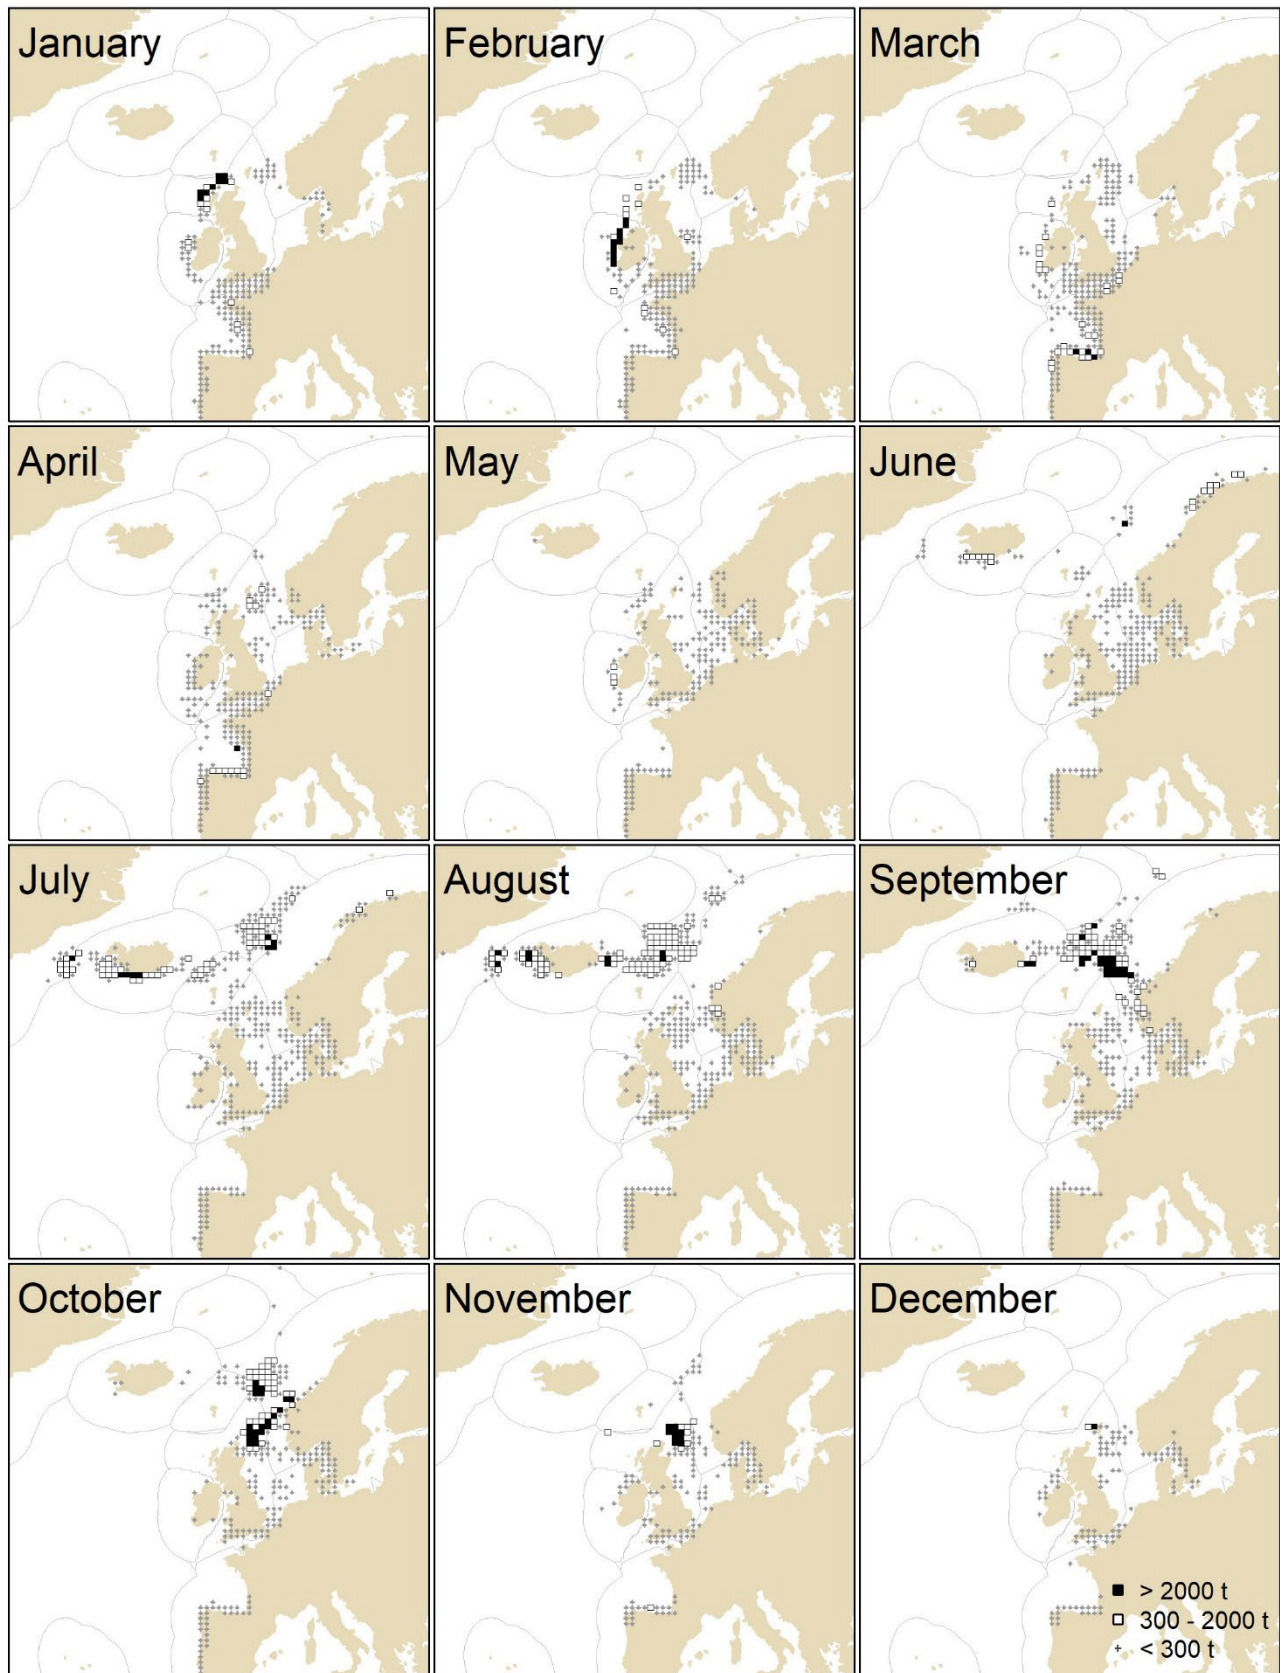 January
February
March
April
May
June
July
August
September
October
November
December
> 2000 t
300 - 2000 t
< 300 t